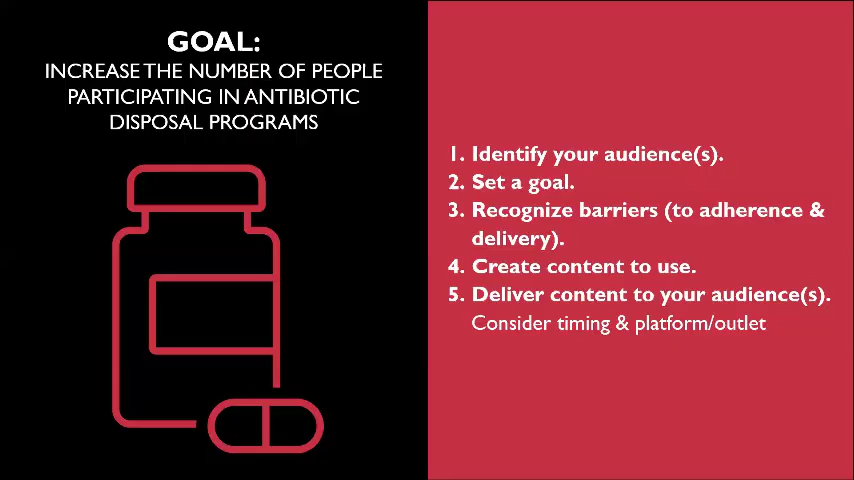 GOAL:
INCREASE THE NUMBER OF PEOPLE
PARTICIPATING IN ANTIBIOTIC
DISPOSAL PROGRAMS
1. Identify your audience(s).
2. Set a goal.
3. Recognize barriers (to adherence &
delivery).
4. Create content to use.
5. Deliver content to your audience(s).
Consider timing & platform/outlet